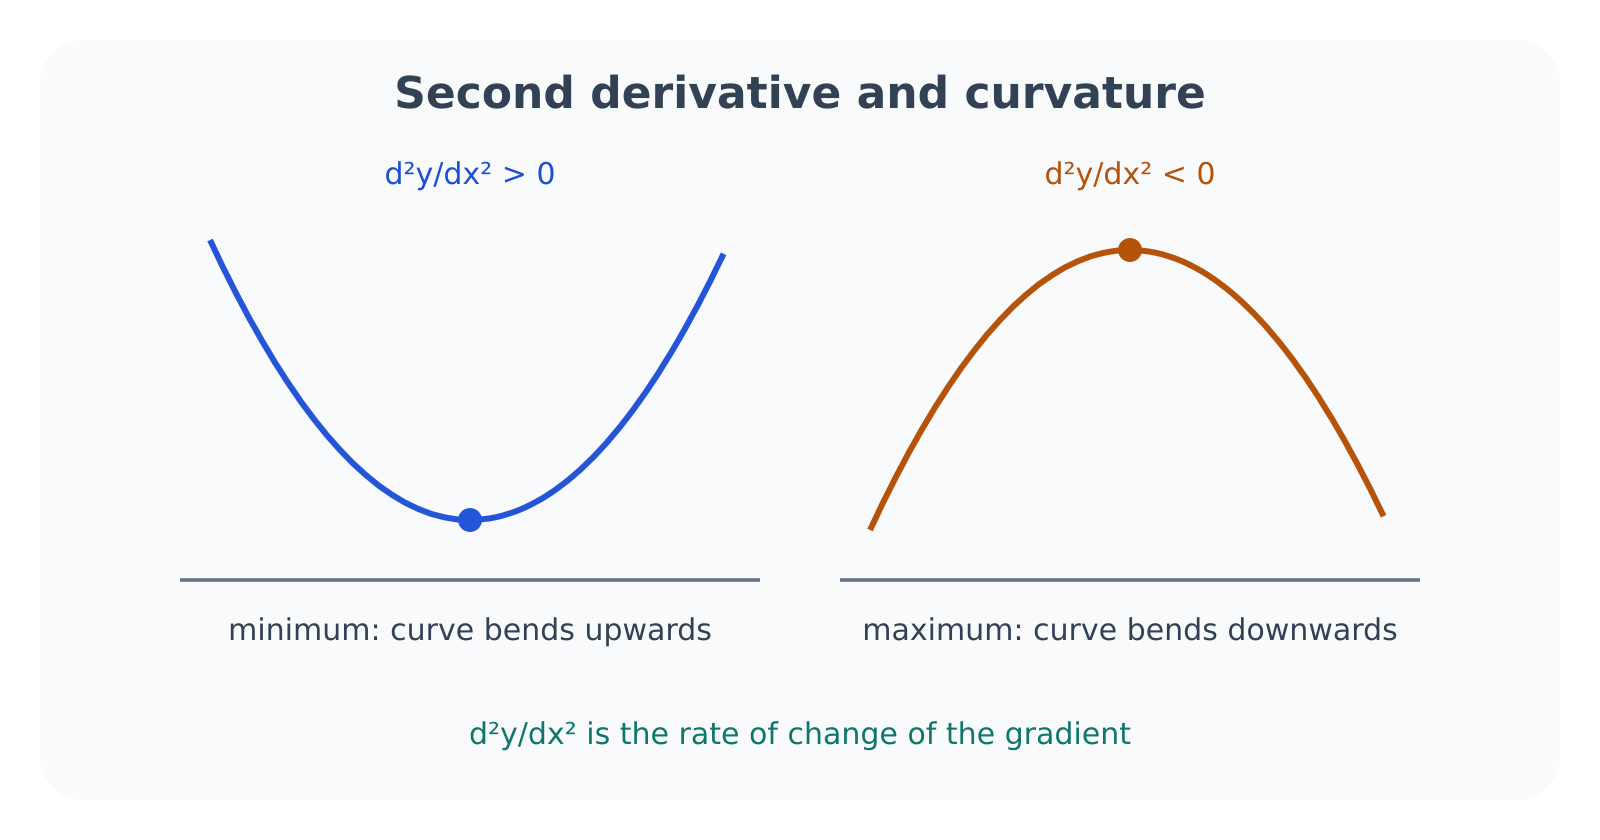 Second derivative and curvature
d²y/dx² > 0
d²y/dx² < 0
minimum: curve bends upwards
maximum: curve bends downwards
d²y/dx² is the rate of change of the gradient